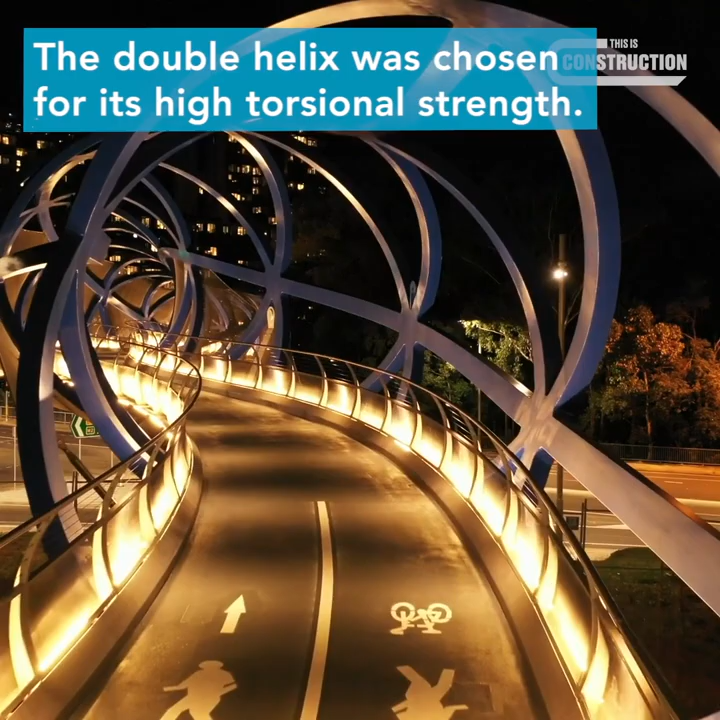 The double helix was chosen
for its high torsional strength.
THIS IS
CONSTRUCTION